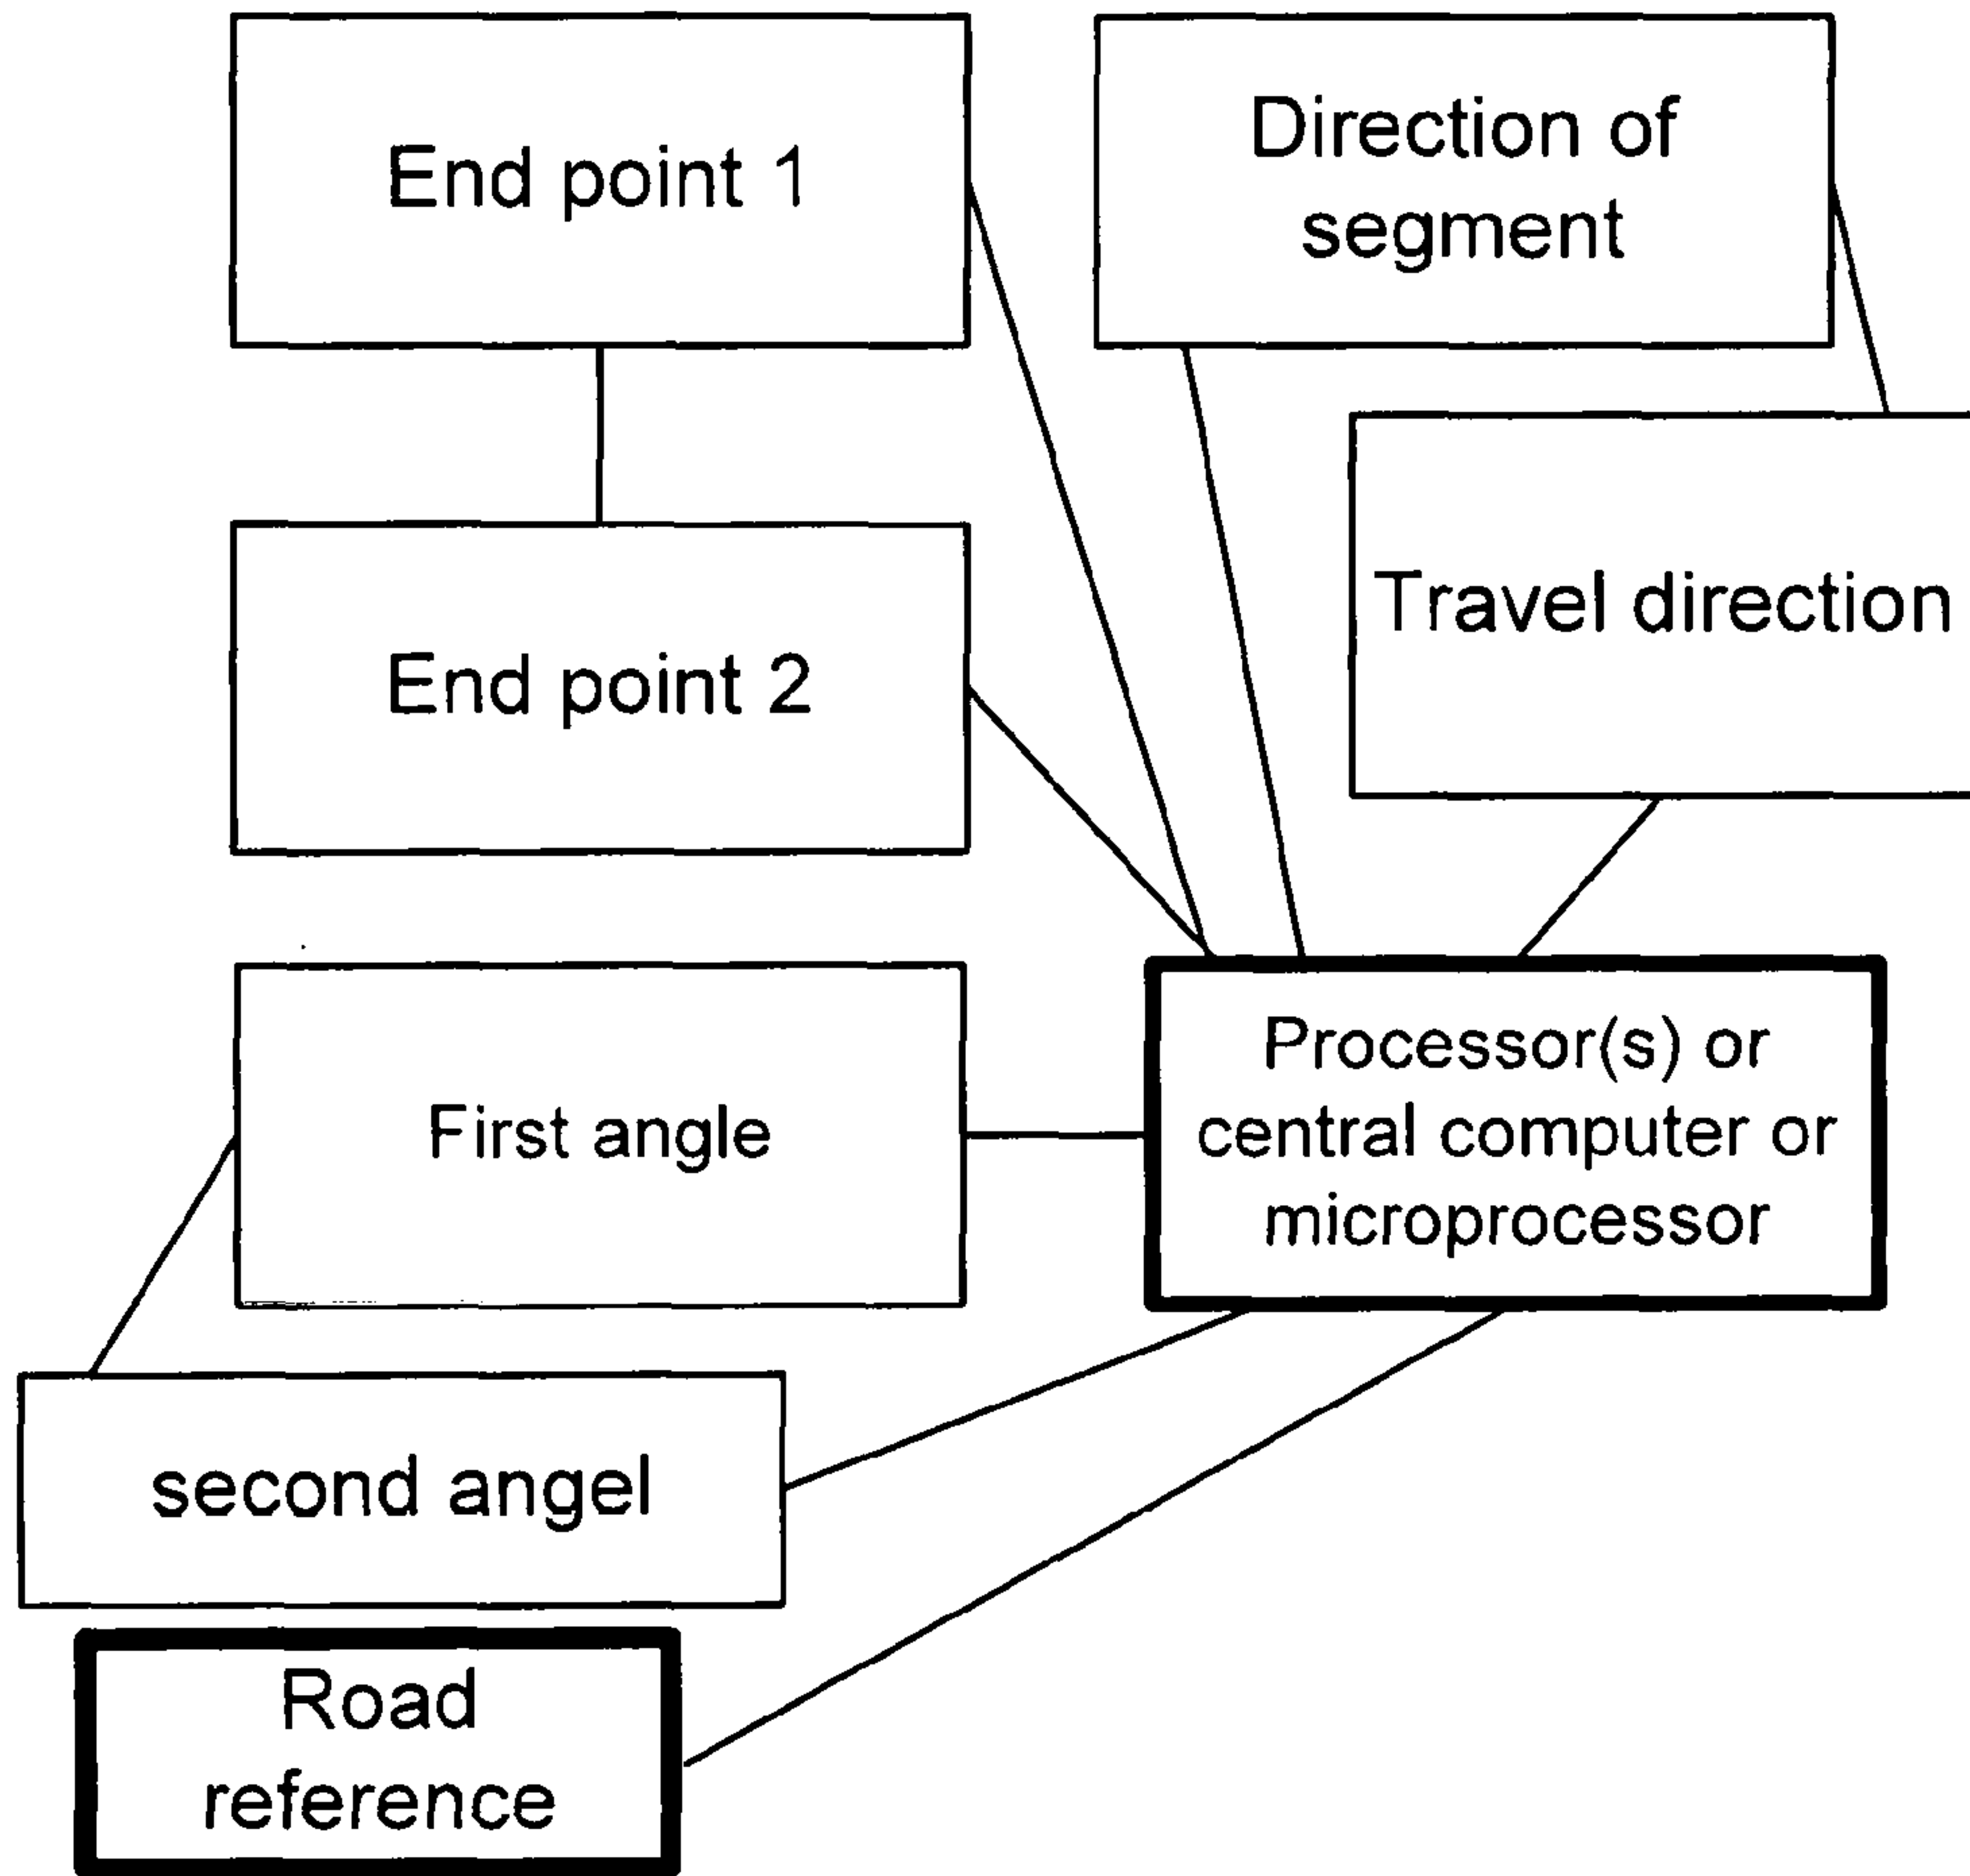 End point 1
Direction of
segment
Travel direction
End point 2
Processor(s) or
central computer or
microprocessor
First angle
second angel
Road
reference